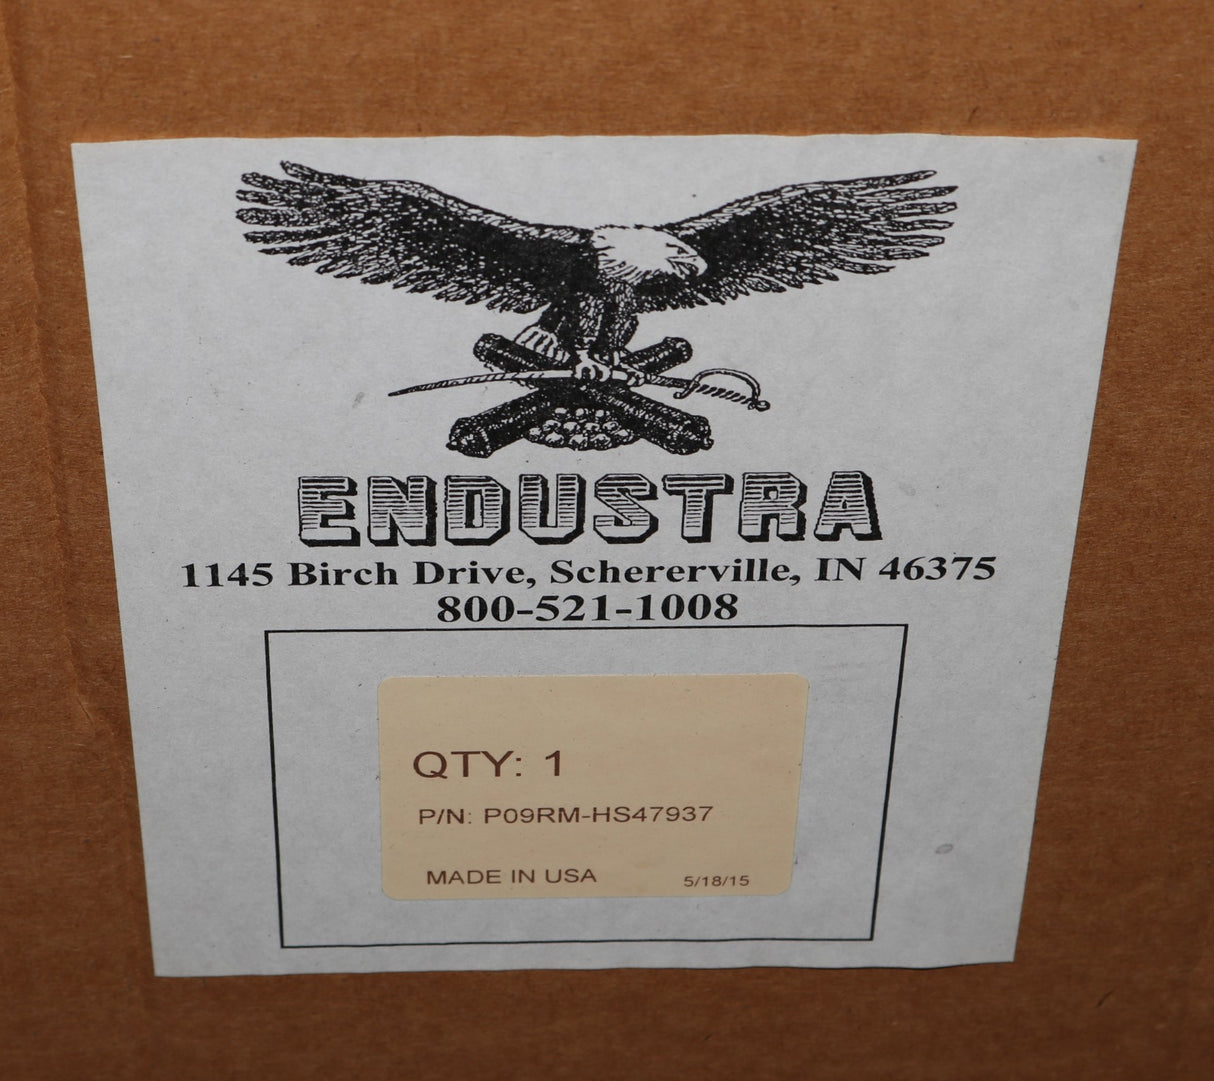 ENDUSTRA
1145 Birch Drive, Schererville, IN 46375
800-521-1008
QTY: 1
P/N: P09RM-HS47937
MADE IN USA 5/18/15